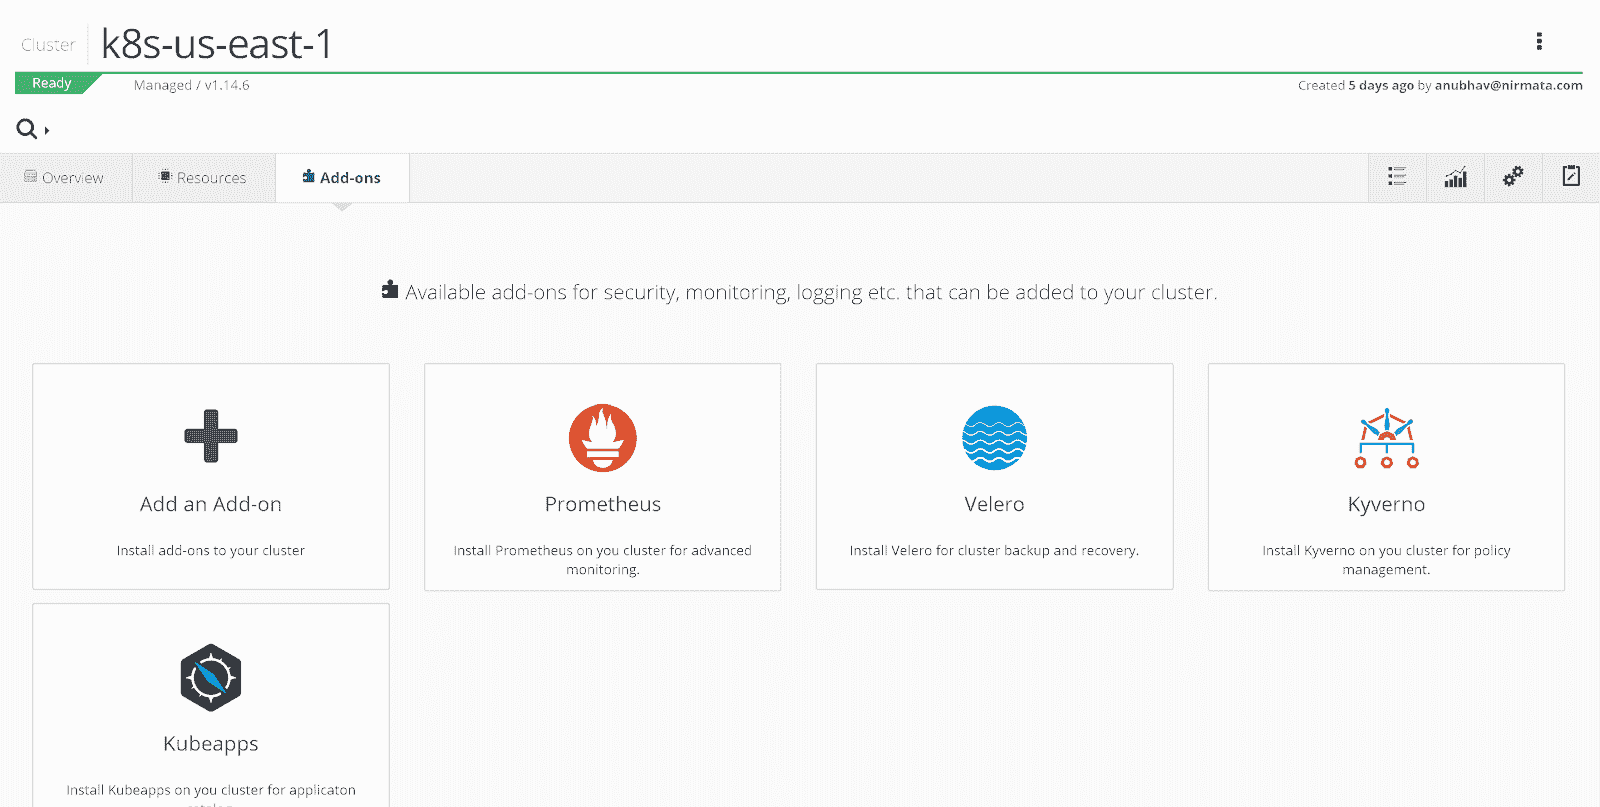 Cluster k8s-us-east-1
Ready Managed / v1.14.6 Created 5 days ago by anubhav@nirmata.com
Overview Resources Add-ons
Available add-ons for security, monitoring, logging etc. that can be added to your cluster.
Add an Add-on
Install add-ons to your cluster
Prometheus
Install Prometheus on you cluster for advanced
monitoring.
Velero
Install Velero for cluster backup and recovery.
Kyverno
Install Kyverno on you cluster for policy
management.
Kubeapps
Install Kubeapps on you cluster for applicaton